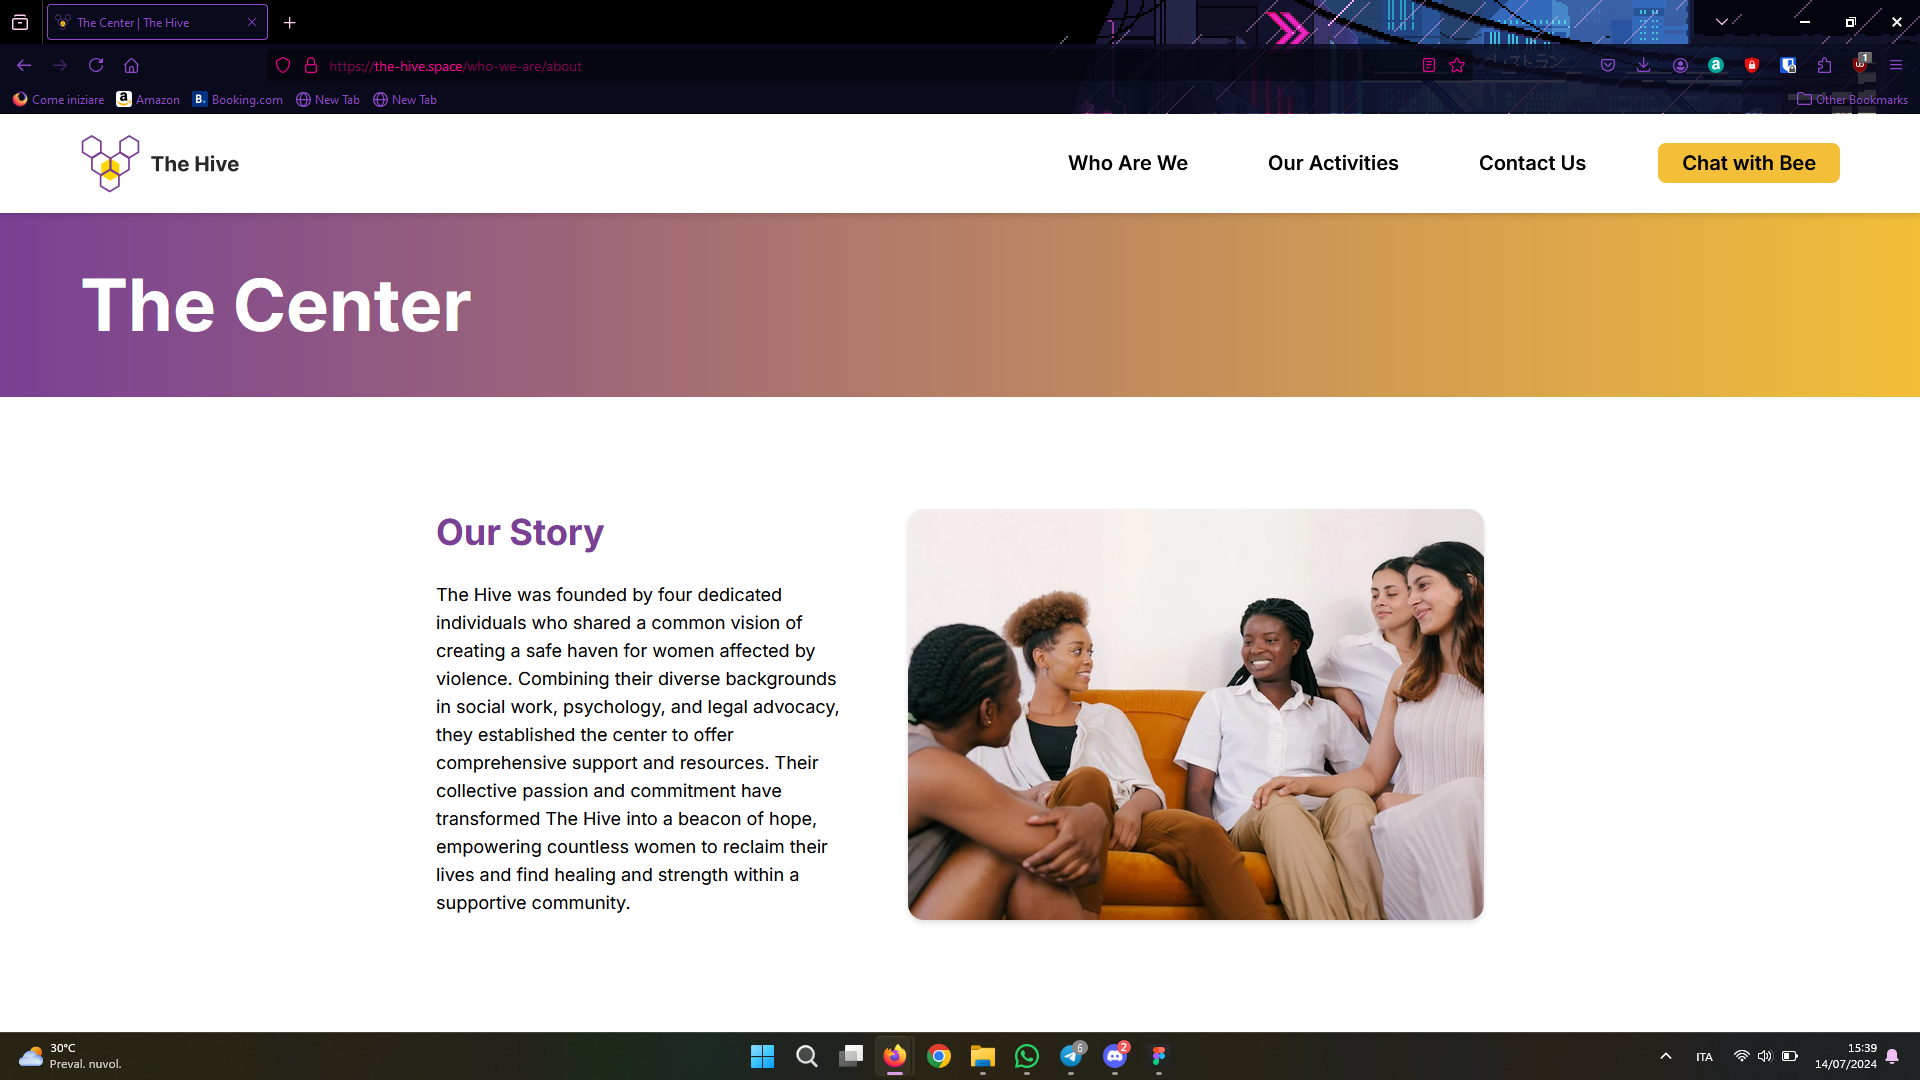 The Center | The Hive
https://the-hive.space/who-we-are/about
1
Come iniziare
Amazon
Booking.com
New Tab
New Tab
Other Bookmarks
The Hive
Who Are We
Our Activities
Contact Us
Chat with Bee
The Center
Our Story
The Hive was founded by four dedicated
individuals who shared a common vision of
creating a safe haven for women affected by
violence. Combining their diverse backgrounds
in social work, psychology, and legal advocacy,
they established the center to offer
comprehensive support and resources. Their
collective passion and commitment have
transformed The Hive into a beacon of hope,
empowering countless women to reclaim their
lives and find healing and strength within a
supportive community.
30°C
Preval. nuvol.
6
2
ITA
15:39
14/07/2024